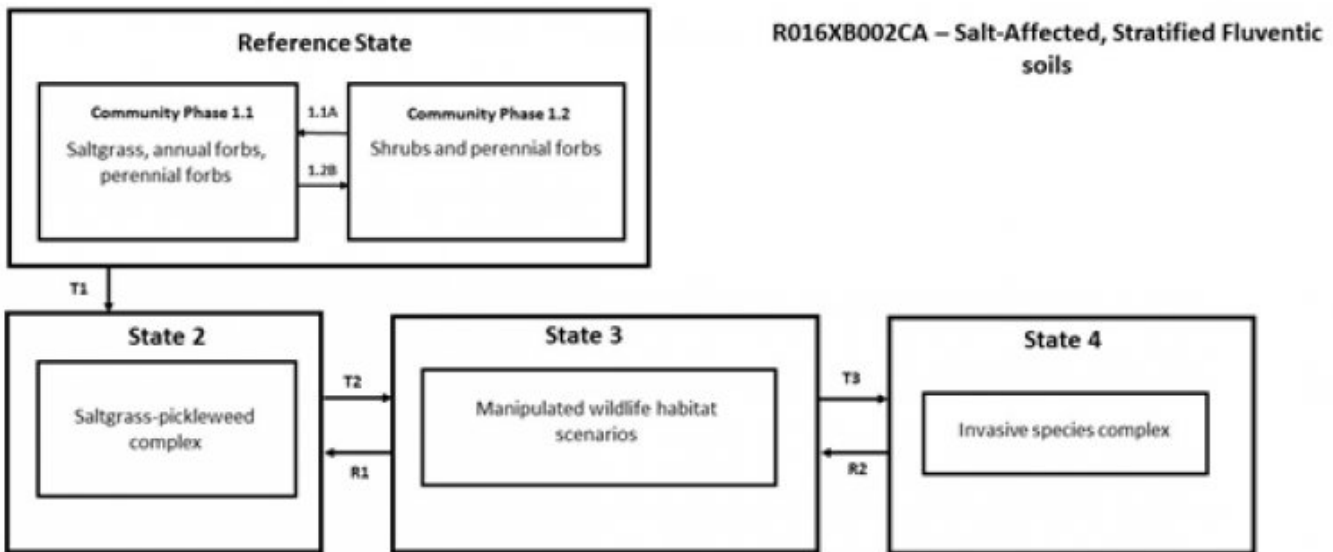 Reference State
R016XB002CA – Salt-Affected, Stratified Fluventic
soils
Community Phase 1.1
Saltgrass, annual forbs,
perennial forbs
1.1A
1.2B
Community Phase 1.2
Shrubs and perennial forbs
T1
State 2
Saltgrass-pickleweed
complex
T2
R1
State 3
Manipulated wildlife habitat
scenarios
T3
R2
State 4
Invasive species complex